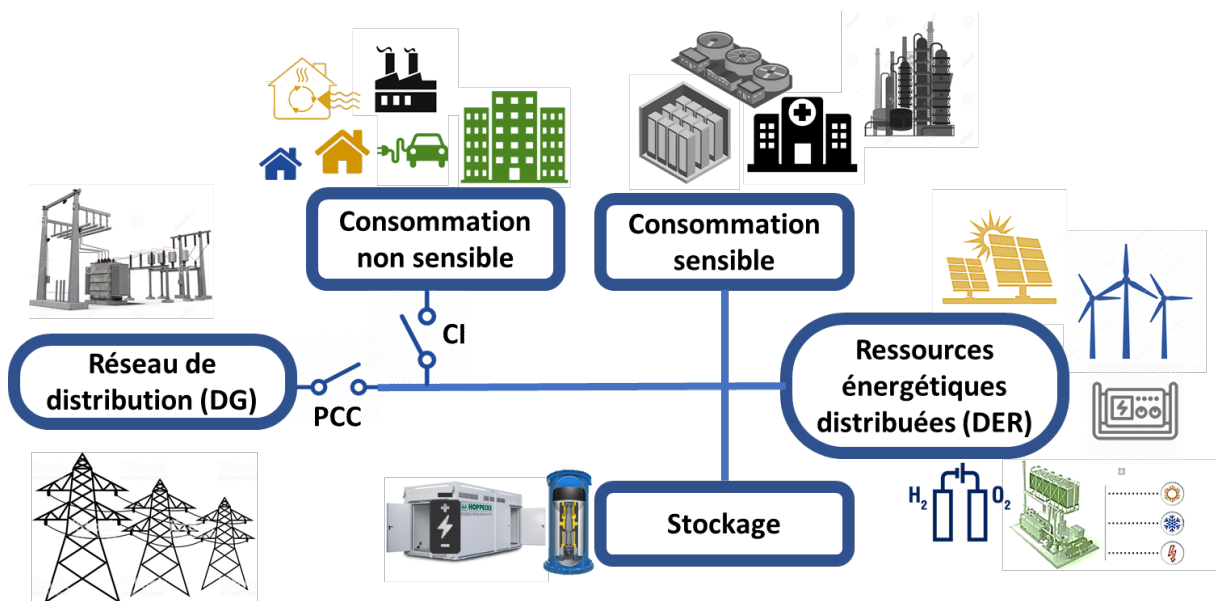 Consommation
non sensible
Consommation
sensible
CI
Réseau de
distribution (DG)
PCC
Ressources
énergétiques
distribuées (DER)
HOPPECKE
Stockage
H2
O2